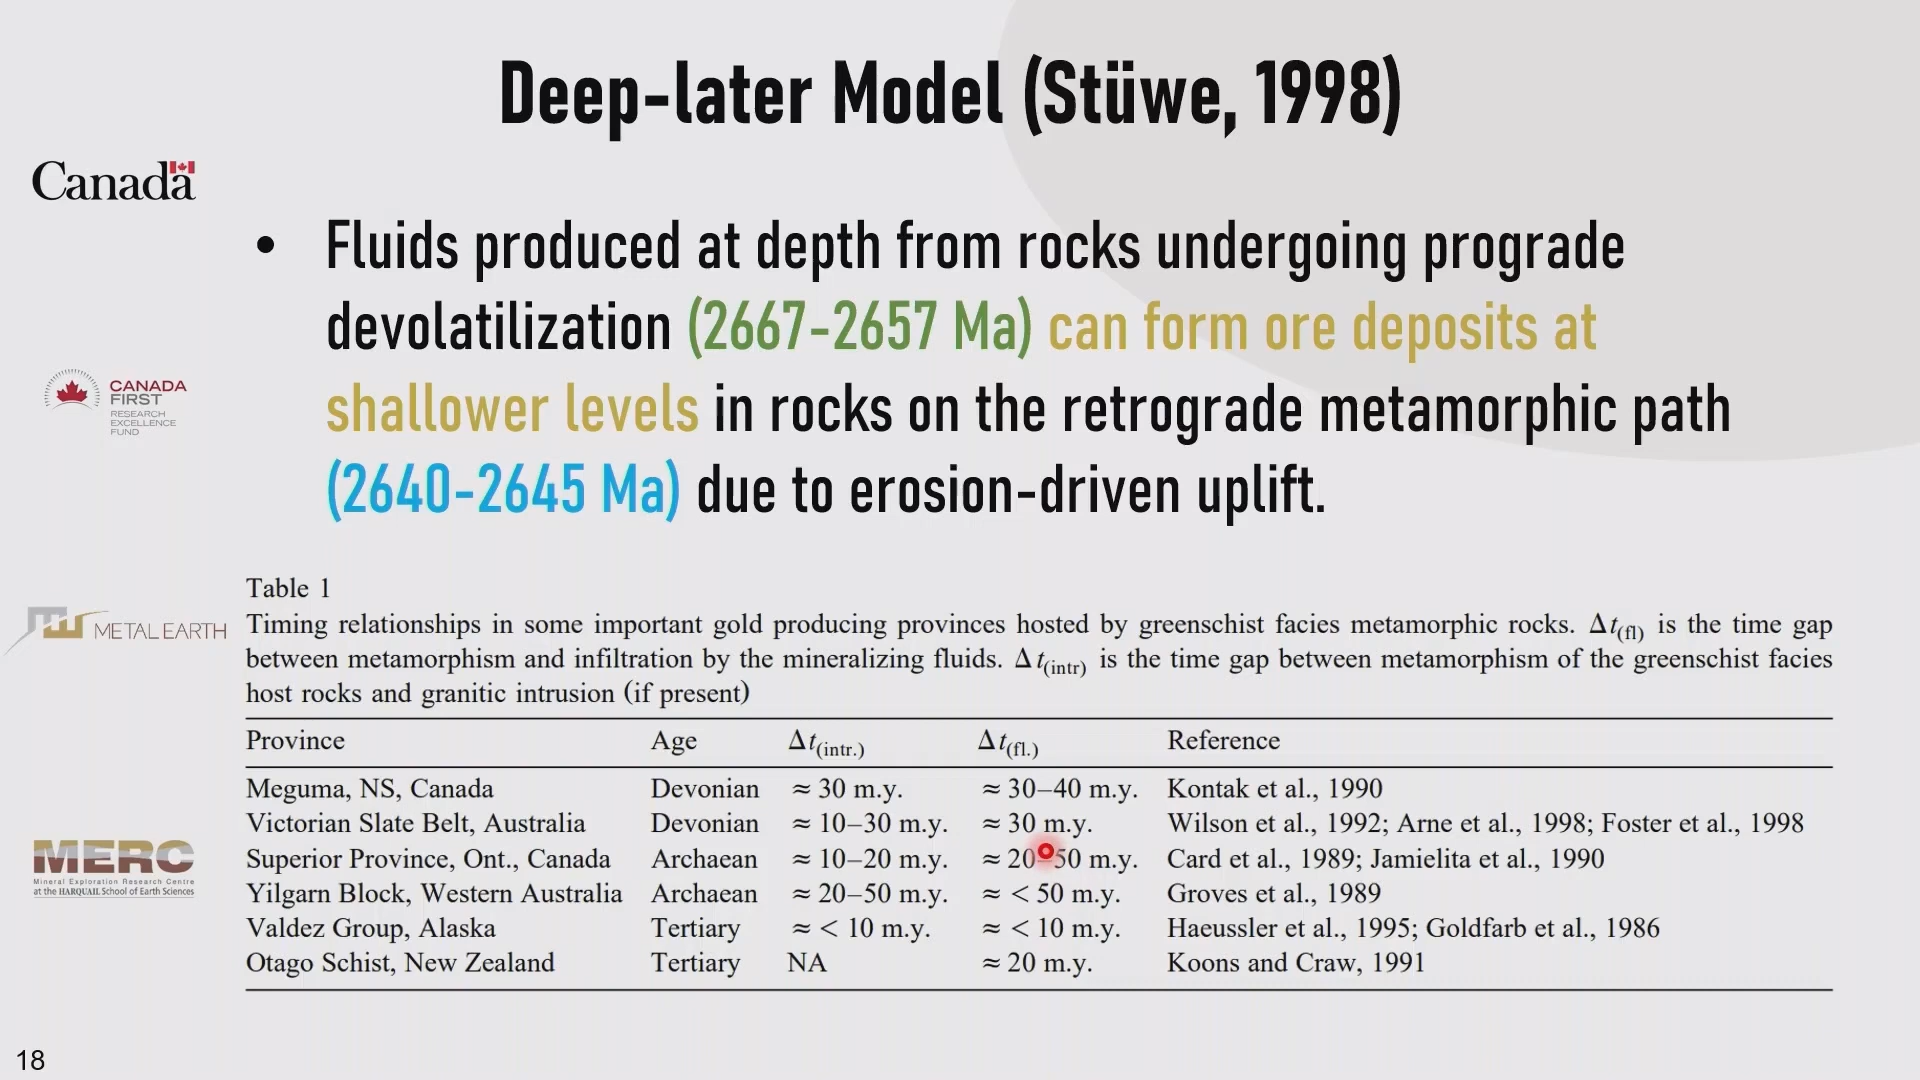 Deep-later Model (Stüwe, 1998)
Canada
• Fluids produced at depth from rocks undergoing prograde
devolatilization (2667-2657 Ma) can form ore deposits at
shallower levels in rocks on the retrograde metamorphic path
(2640-2645 Ma) due to erosion-driven uplift.
CANADA
FIRST
RESEARCH
EXCELLENCE
FUND
METAL EARTH
MERC
Mineral Exploration Research Centre
at the HARQUAIL School of Earth Sciences
Table 1
Timing relationships in some important gold producing provinces hosted by greenschist facies metamorphic rocks. Δt(fl) is the time gap
between metamorphism and infiltration by the mineralizing fluids. Δt(intr) is the time gap between metamorphism of the greenschist facies
host rocks and granitic intrusion (if present)
Province Age Δt(intr.) Δt(fl.) Reference
Meguma, NS, Canada Devonian ≈ 30 m.y. ≈ 30–40 m.y. Kontak et al., 1990
Victorian Slate Belt, Australia Devonian ≈ 10–30 m.y. ≈ 30 m.y. Wilson et al., 1992; Arne et al., 1998; Foster et al., 1998
Superior Province, Ont., Canada Archaean ≈ 10–20 m.y. ≈ 20–50 m.y. Card et al., 1989; Jamielita et al., 1990
Yilgarn Block, Western Australia Archaean ≈ 20–50 m.y. ≈ < 50 m.y. Groves et al., 1989
Valdez Group, Alaska Tertiary ≈ < 10 m.y. ≈ < 10 m.y. Haeussler et al., 1995; Goldfarb et al., 1986
Otago Schist, New Zealand Tertiary NA ≈ 20 m.y. Koons and Craw, 1991
18